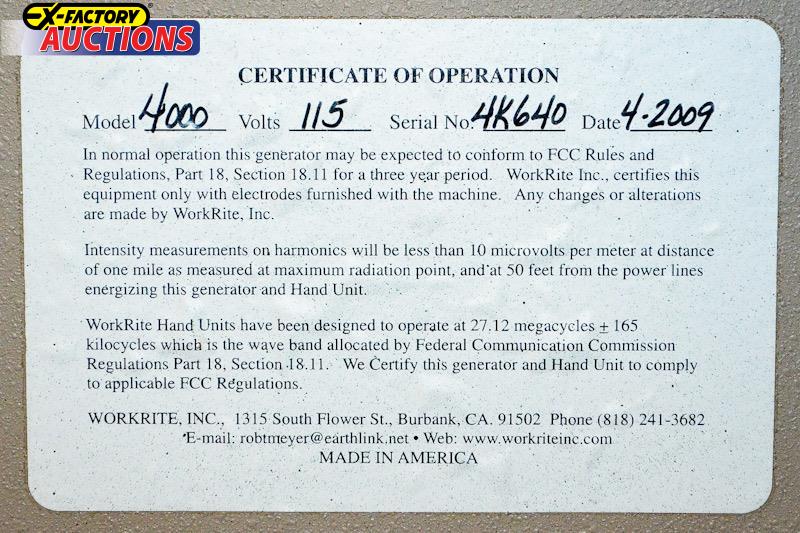 EX-FACTORY
AUCTIONS
CERTIFICATE OF OPERATION
Model 4000 Volts 115 Serial No. 4K640 Date 4-2009
In normal operation this generator may be expected to conform to FCC Rules and
Regulations, Part 18, Section 18.11 for a three year period. WorkRite Inc., certifies this
equipment only with electrodes furnished with the machine. Any changes or alterations
are made by WorkRite, Inc.
Intensity measurements on harmonics will be less than 10 microvolts per meter at distance
of one mile as measured at maximum radiation point, and at 50 feet from the power lines
energizing this generator and Hand Unit.
WorkRite Hand Units have been designed to operate at 27.12 megacycles ± 165
kilocycles which is the wave band allocated by Federal Communication Commission
Regulations Part 18, Section 18.11. We Certify this generator and Hand Unit to comply
to applicable FCC Regulations.
WORKRITE, INC., 1315 South Flower St., Burbank, CA. 91502 Phone (818) 241-3682
E-mail: robtmeyer@earthlink.net • Web: www.workriteinc.com
MADE IN AMERICA